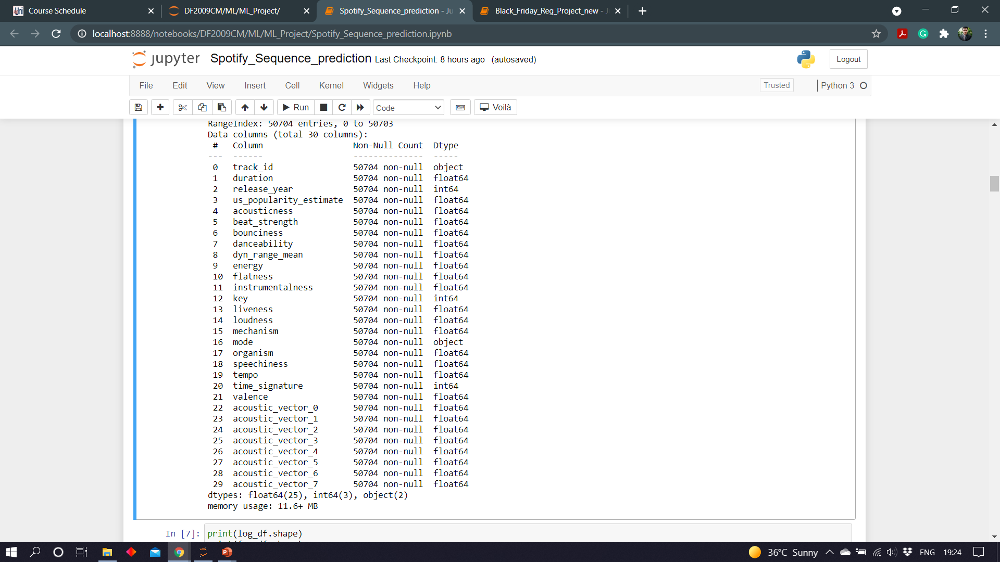 Course Schedule
DF2009CM/ML/ML_Project/
Spotify_Sequence_prediction - Ju
Black_Friday_Reg_Project_new - J
localhost:8888/notebooks/DF2009CM/ML/ML_Project/Spotify_Sequence_prediction.ipynb
jupyter Spotify_Sequence_prediction Last Checkpoint: 8 hours ago (autosaved)
Logout
File Edit View Insert Cell Kernel Widgets Help
Trusted
Python 3
Run
Code
Voilà
RangeIndex: 50704 entries, 0 to 50703
Data columns (total 30 columns):
# Column Non-Null Count Dtype
--- ------ -------------- -----
0 track_id 50704 non-null object
1 duration 50704 non-null float64
2 release_year 50704 non-null int64
3 us_popularity_estimate 50704 non-null float64
4 acousticness 50704 non-null float64
5 beat_strength 50704 non-null float64
6 bounciness 50704 non-null float64
7 danceability 50704 non-null float64
8 dyn_range_mean 50704 non-null float64
9 energy 50704 non-null float64
10 flatness 50704 non-null float64
11 instrumentalness 50704 non-null float64
12 key 50704 non-null int64
13 liveness 50704 non-null float64
14 loudness 50704 non-null float64
15 mechanism 50704 non-null float64
16 mode 50704 non-null object
17 organism 50704 non-null float64
18 speechiness 50704 non-null float64
19 tempo 50704 non-null float64
20 time_signature 50704 non-null int64
21 valence 50704 non-null float64
22 acoustic_vector_0 50704 non-null float64
23 acoustic_vector_1 50704 non-null float64
24 acoustic_vector_2 50704 non-null float64
25 acoustic_vector_3 50704 non-null float64
26 acoustic_vector_4 50704 non-null float64
27 acoustic_vector_5 50704 non-null float64
28 acoustic_vector_6 50704 non-null float64
29 acoustic_vector_7 50704 non-null float64
dtypes: float64(25), int64(3), object(2)
memory usage: 11.6+ MB
In [7]: print(log_df.shape)
36°C Sunny
ENG
19:24